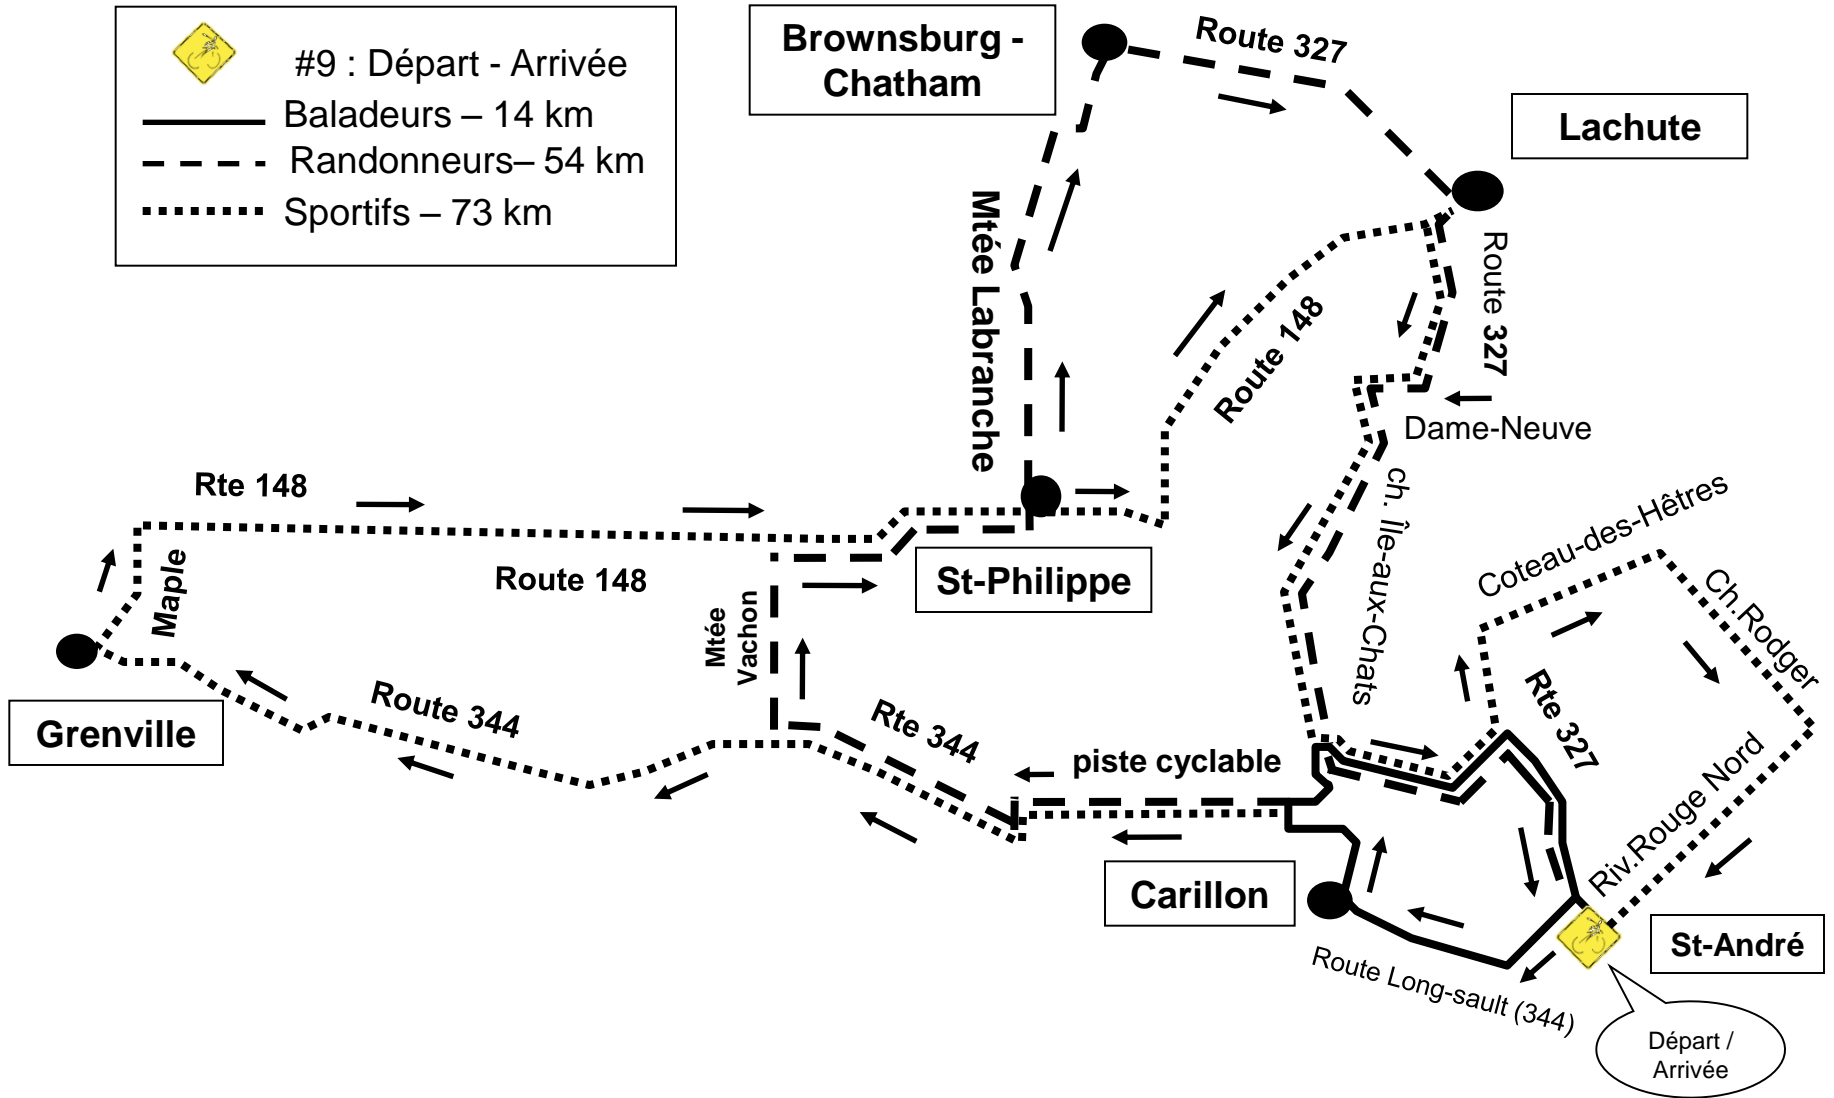 #9 : Départ - Arrivée
Baladeurs – 14 km
Randonneurs– 54 km
Sportifs – 73 km
Brownsburg -
Chatham
Route 327
Lachute
Mtée Labranche
Route 148
Route 327
Dame-Neuve
Rte 148
Route 148
St-Philippe
ch. Île-aux-Chats
Coteau-des-Hêtres
Ch.Rodger
Maple
Mtée
Vachon
Grenville
Route 344
Rte 344
piste cyclable
Rte 327
Riv.Rouge Nord
Carillon
St-André
Route Long-sault (344)
Départ /
Arrivée